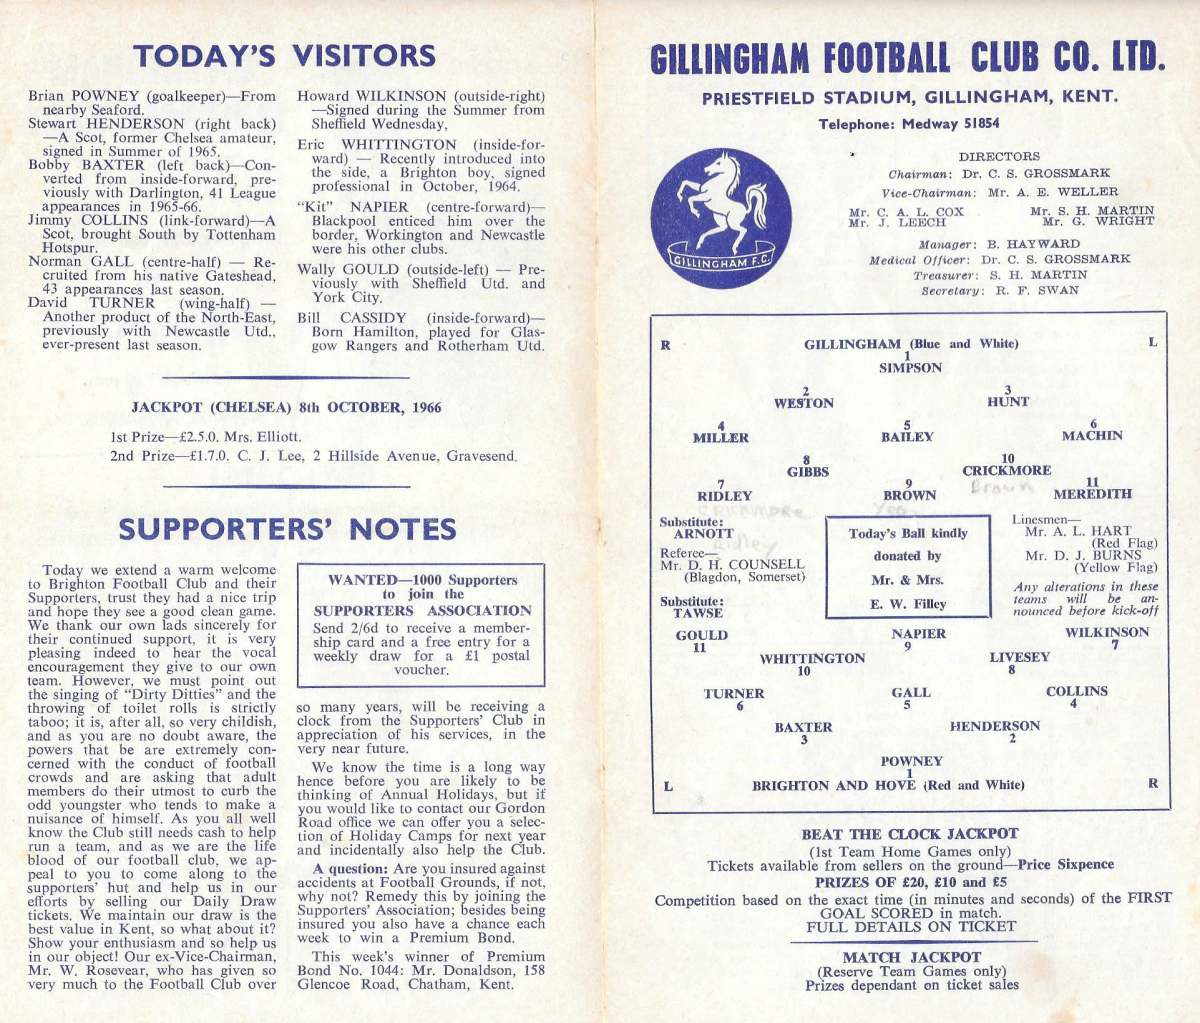 TODAY'S VISITORS
Brian POWNEY (goalkeeper)—From
nearby Seaford.
Stewart HENDERSON (right back)
—A Scot, former Chelsea amateur,
signed in Summer of 1965.
Bobby BAXTER (left back)—Con-
verted from inside-forward, pre-
viously with Darlington, 41 League
appearances in 1965-66.
Jimmy COLLINS (link-forward)—A
Scot, brought South by Tottenham
Hotspur.
Norman GALL (centre-half) — Re-
cruited from his native Gateshead,
43 appearances last season.
David TURNER (wing-half) —
Another product of the North-East,
previously with Newcastle Utd.,
ever-present last season.
Howard WILKINSON (outside-right)
—Signed during the Summer from
Sheffield Wednesday,
Eric WHITTINGTON (inside-for-
ward) — Recently introduced into
the side, a Brighton boy, signed
professional in October, 1964.
"Kit" NAPIER (centre-forward)—
Blackpool enticed him over the
border, Workington and Newcastle
were his other clubs.
Wally GOULD (outside-left) — Pre-
viously with Sheffield Utd. and
York City.
Bill CASSIDY (inside-forward)—
Born Hamilton, played for Glas-
gow Rangers and Rotherham Utd.
JACKPOT (CHELSEA) 8th OCTOBER, 1966
1st Prize—£2.5.0. Mrs. Elliott.
2nd Prize—£1.7.0. C. J. Lee, 2 Hillside Avenue, Gravesend.
SUPPORTERS' NOTES
Today we extend a warm welcome
to Brighton Football Club and their
Supporters, trust they had a nice trip
and hope they see a good clean game.
We thank our own lads sincerely for
their continued support, it is very
pleasing indeed to hear the vocal
encouragement they give to our own
team. However, we must point out
the singing of "Dirty Ditties" and the
throwing of toilet rolls is strictly
taboo; it is, after all, so very childish,
and as you are no doubt aware, the
powers that be are extremely con-
cerned with the conduct of football
crowds and are asking that adult
members do their utmost to curb the
odd youngster who tends to make a
nuisance of himself. As you all well
know the Club still needs cash to help
run a team, and as we are the life
blood of our football club, we ap-
peal to you to come along to the
supporters' hut and help us in our
efforts by selling our Daily Draw
tickets. We maintain our draw is the
best value in Kent, so what about it?
Show your enthusiasm and so help us
in our object! Our ex-Vice-Chairman,
Mr. W. Rosevear, who has given so
very much to the Football Club over
WANTED—1000 Supporters
to join the
SUPPORTERS ASSOCIATION
Send 2/6d to receive a member-
ship card and a free entry for a
weekly draw for a £1 postal
voucher.
so many years, will be receiving a
clock from the Supporters' Club in
appreciation of his services, in the
very near future.
We know the time is a long way
hence before you are likely to be
thinking of Annual Holidays, but if
you would like to contact our Gordon
Road office we can offer you a selec-
tion of Holiday Camps for next year
and incidentally also help the Club.
A question: Are you insured against
accidents at Football Grounds, if not,
why not? Remedy this by joining the
Supporters' Association; besides being
insured you also have a chance each
week to win a Premium Bond.
This week's winner of Premium
Bond No. 1044: Mr. Donaldson, 158
Glencoe Road, Chatham, Kent.
GILLINGHAM FOOTBALL CLUB CO. LTD.
PRIESTFIELD STADIUM, GILLINGHAM, KENT.
Telephone: Medway 51854
GILLINGHAM F.C.
DIRECTORS
Chairman: Dr. C. S. GROSSMARK
Vice-Chairman: Mr. A. E. WELLER
Mr. C. A. L. COX Mr. S. H. MARTIN
Mr. J. LEECH Mr. G. WRIGHT
Manager: B. HAYWARD
Medical Officer: Dr. C. S. GROSSMARK
Treasurer: S. H. MARTIN
Secretary: R. F. SWAN
R GILLINGHAM (Blue and White) L
1
SIMPSON
2 3
WESTON HUNT
4 5 6
MILLER BAILEY MACHIN
8 10
GIBBS CRICKMORE
7 9 11
RIDLEY BROWN MEREDITH
Brown
CRICKMORE Yeo
Ridley
Substitute:
ARNOTT
Referee—
Mr. D. H. COUNSELL
(Blagdon, Somerset)
Substitute:
TAWSE
Today's Ball kindly
donated by
Mr. & Mrs.
E. W. Filley
Linesmen—
Mr. A. L. HART
(Red Flag)
Mr. D. J. BURNS
(Yellow Flag)
Any alterations in these
teams will be an-
nounced before kick-off
GOULD NAPIER WILKINSON
11 9 7
WHITTINGTON LIVESEY
10 8
TURNER GALL COLLINS
6 5 4
BAXTER HENDERSON
3 2
POWNEY
1
L BRIGHTON AND HOVE (Red and White) R
BEAT THE CLOCK JACKPOT
(1st Team Home Games only)
Tickets available from sellers on the ground—Price Sixpence
PRIZES OF £20, £10 and £5
Competition based on the exact time (in minutes and seconds) of the FIRST
GOAL SCORED in match.
FULL DETAILS ON TICKET
MATCH JACKPOT
(Reserve Team Games only)
Prizes dependant on ticket sales